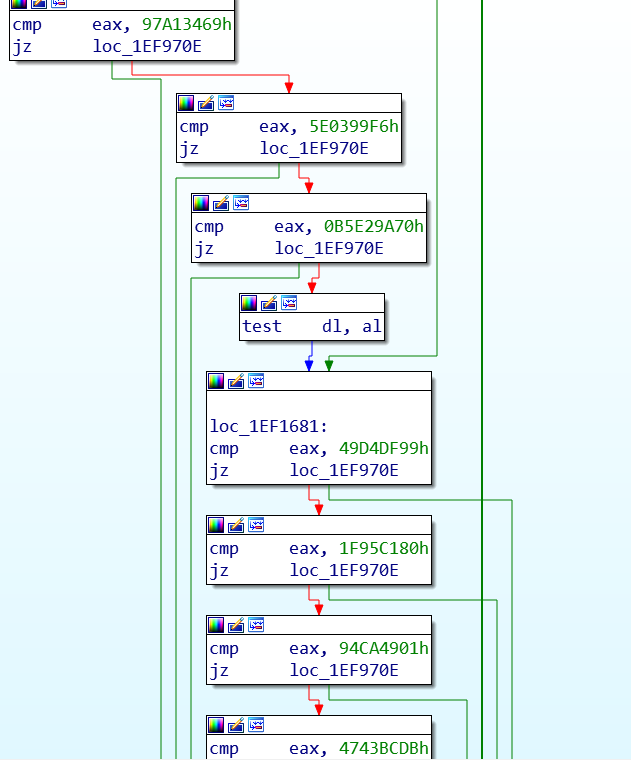 cmp eax, 97A13469h
jz loc_1EF970E
cmp eax, 5E0399F6h
jz loc_1EF970E
cmp eax, 0B5E29A70h
jz loc_1EF970E
test dl, al
loc_1EF1681:
cmp eax, 49D4DF99h
jz loc_1EF970E
cmp eax, 1F95C180h
jz loc_1EF970E
cmp eax, 94CA4901h
jz loc_1EF970E
cmp eax, 4743BCDBh